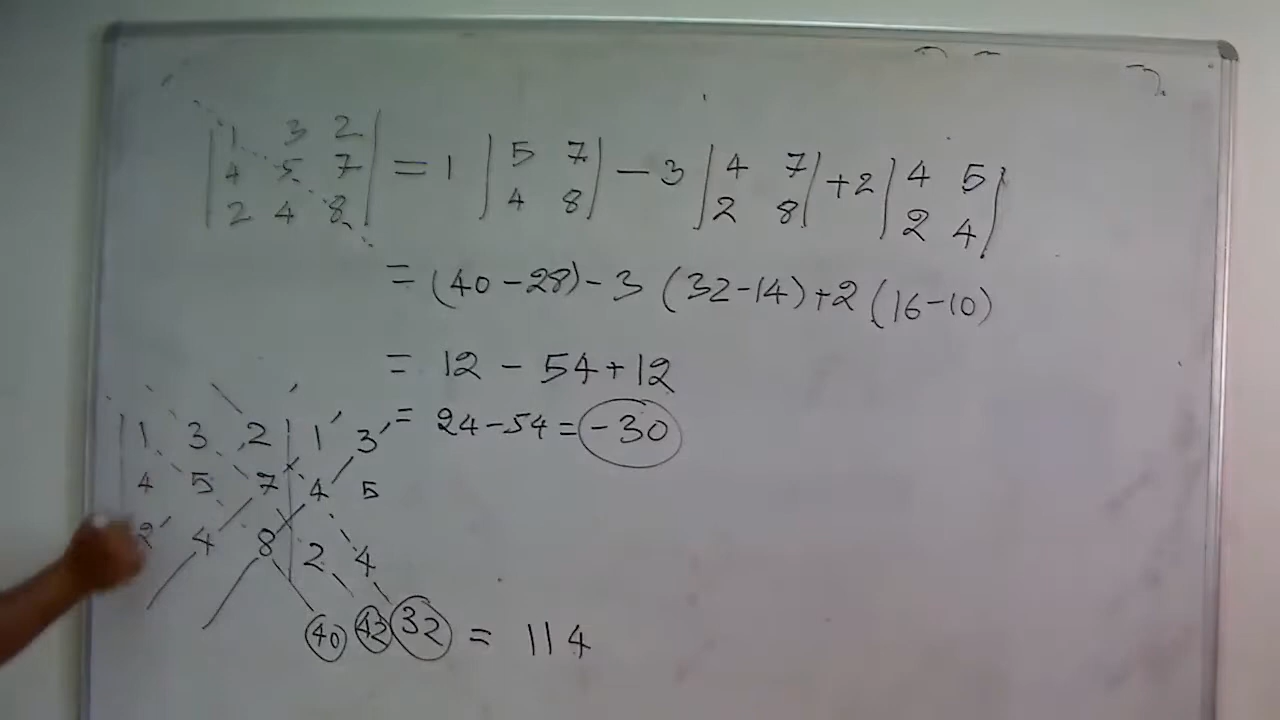 | 1 3 2 |
| 4 5 7 | = 1 | 5 7 | - 3 | 4 7 | + 2 | 4 5 |
| 2 4 8 | | 4 8 | | 2 8 | | 2 4 |
= (40 - 28) - 3 (32 - 14) + 2 (16 - 10)
= 12 - 54 + 12
= 24 - 54 = -30
| 1 3 2 | 1 3
4 5 7 | 4 5
2 4 8 | 2 4
40 42 32 = 114